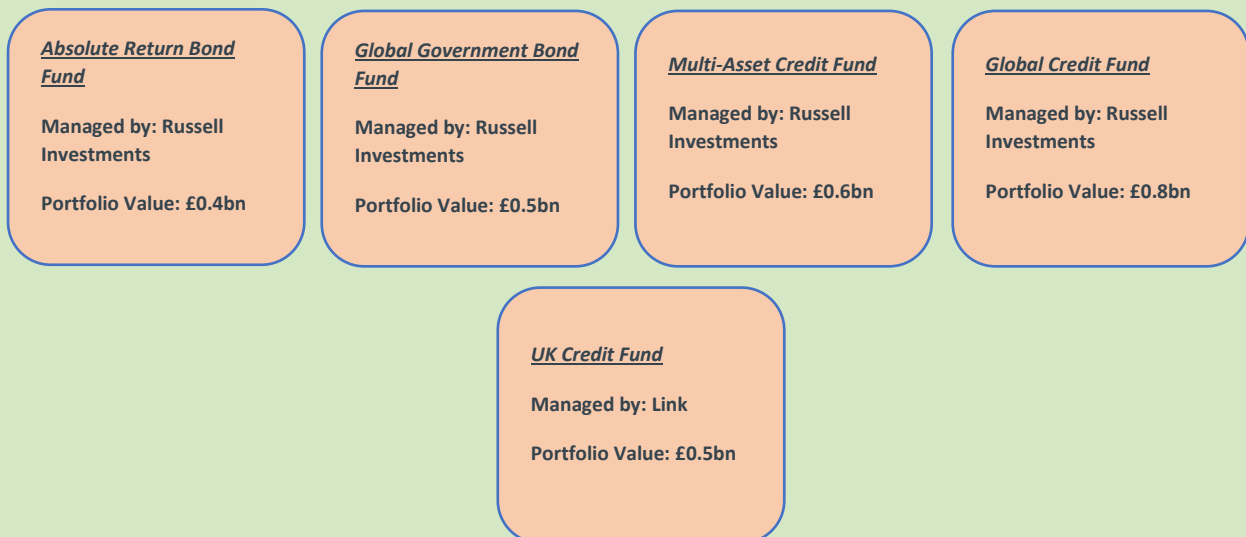 Absolute Return Bond
Fund
Managed by: Russell
Investments
Portfolio Value: £0.4bn
Global Government Bond
Fund
Managed by: Russell
Investments
Portfolio Value: £0.5bn
Multi-Asset Credit Fund
Managed by: Russell
Investments
Portfolio Value: £0.6bn
Global Credit Fund
Managed by: Russell
Investments
Portfolio Value: £0.8bn
UK Credit Fund
Managed by: Link
Portfolio Value: £0.5bn